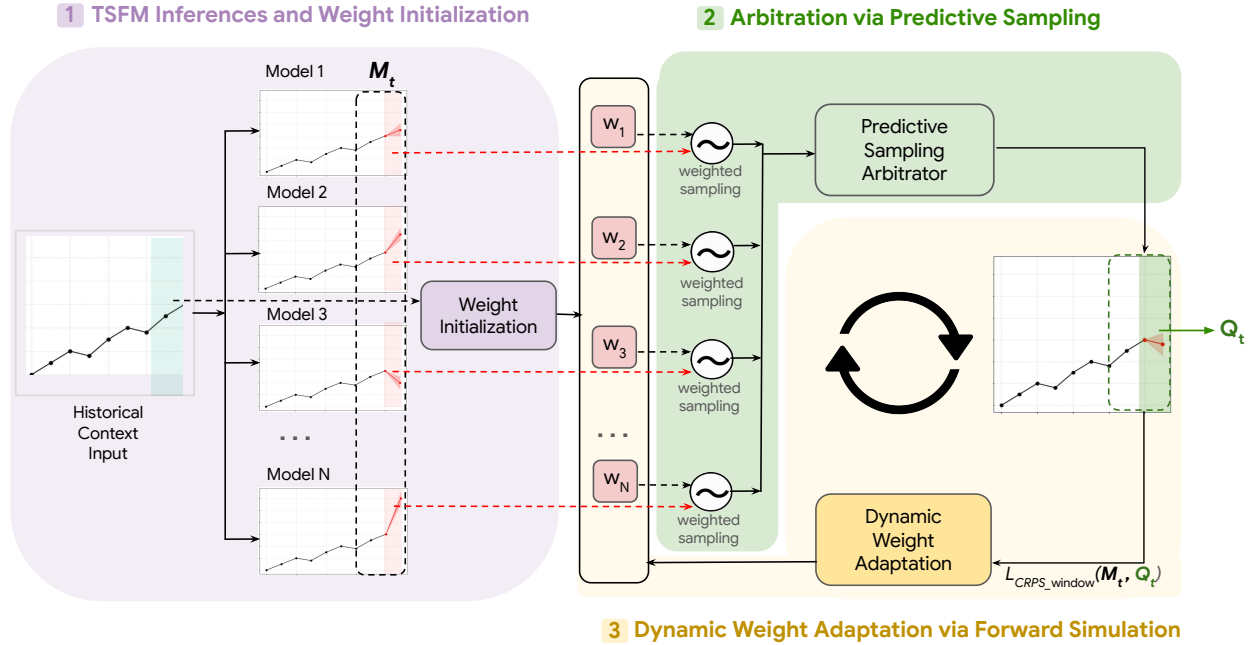 1 TSFM Inferences and Weight Initialization
2 Arbitration via Predictive Sampling
Model 1
M_t
Model 2
Model 3
...
Model N
Historical
Context
Input
Weight
Initialization
w_1
w_2
w_3
...
w_N
weighted
sampling
weighted
sampling
weighted
sampling
weighted
sampling
Predictive
Sampling
Arbitrator
Q_t
Dynamic
Weight
Adaptation
L_CRPS_window(M_t, Q_t)
3 Dynamic Weight Adaptation via Forward Simulation